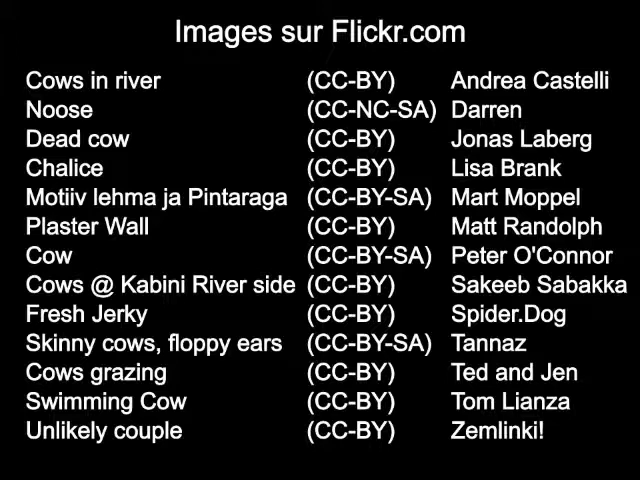 Images sur Flickr.com
Cows in river (CC-BY) Andrea Castelli
Noose (CC-NC-SA) Darren
Dead cow (CC-BY) Jonas Laberg
Chalice (CC-BY) Lisa Brank
Motiiv lehma ja Pintaraga (CC-BY-SA) Mart Moppel
Plaster Wall (CC-BY) Matt Randolph
Cow (CC-BY-SA) Peter O'Connor
Cows @ Kabini River side (CC-BY) Sakeeb Sabakka
Fresh Jerky (CC-BY) Spider.Dog
Skinny cows, floppy ears (CC-BY-SA) Tannaz
Cows grazing (CC-BY) Ted and Jen
Swimming Cow (CC-BY) Tom Lianza
Unlikely couple (CC-BY) Zemlinki!